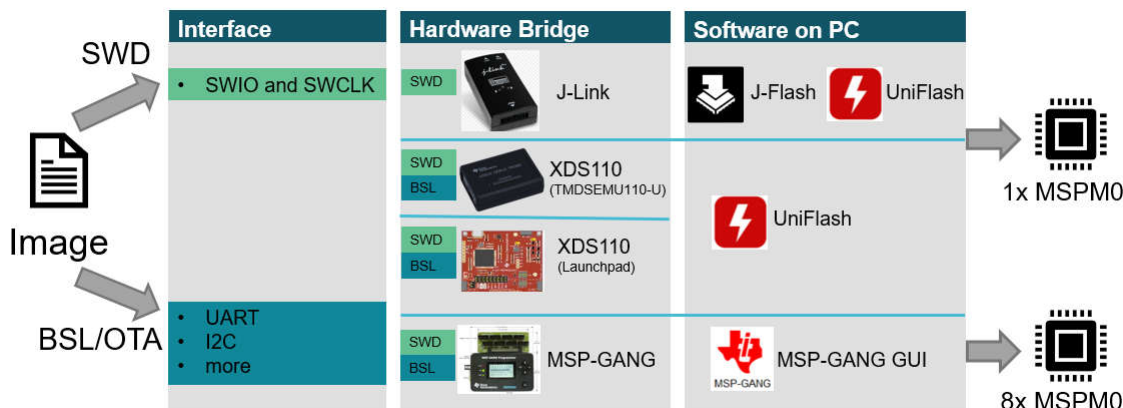 Interface
Hardware Bridge
Software on PC
SWD
• SWIO and SWCLK
SWD
J-Link
J-Flash
UniFlash
1x MSPM0
Image
SWD
BSL
XDS110
(TMDSEMU110-U)
UniFlash
SWD
BSL
XDS110
(Launchpad)
BSL/OTA
• UART
• I2C
• more
SWD
BSL
MSP-GANG
MSP-GANG
MSP-GANG GUI
8x MSPM0